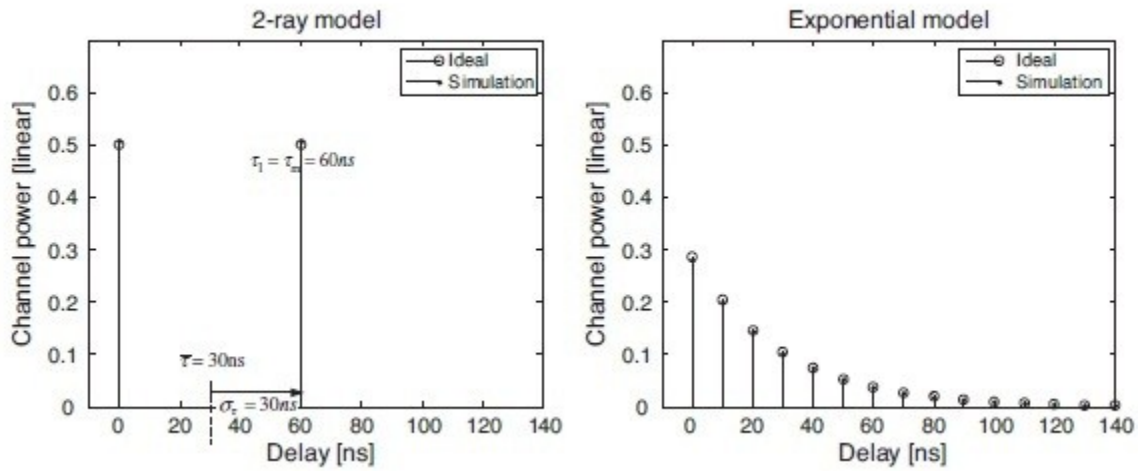 2-ray model
Ideal
Simulation
Channel power [linear]
0.6
0.5
0.4
0.3
0.2
0.1
0
τ₁ = τₘ = 60ns
τ̄ = 30ns
σ_τ = 30ns
0 20 40 60 80 100 120 140
Delay [ns]
Exponential model
Ideal
Simulation
Channel power [linear]
0.6
0.5
0.4
0.3
0.2
0.1
0
0 20 40 60 80 100 120 140
Delay [ns]